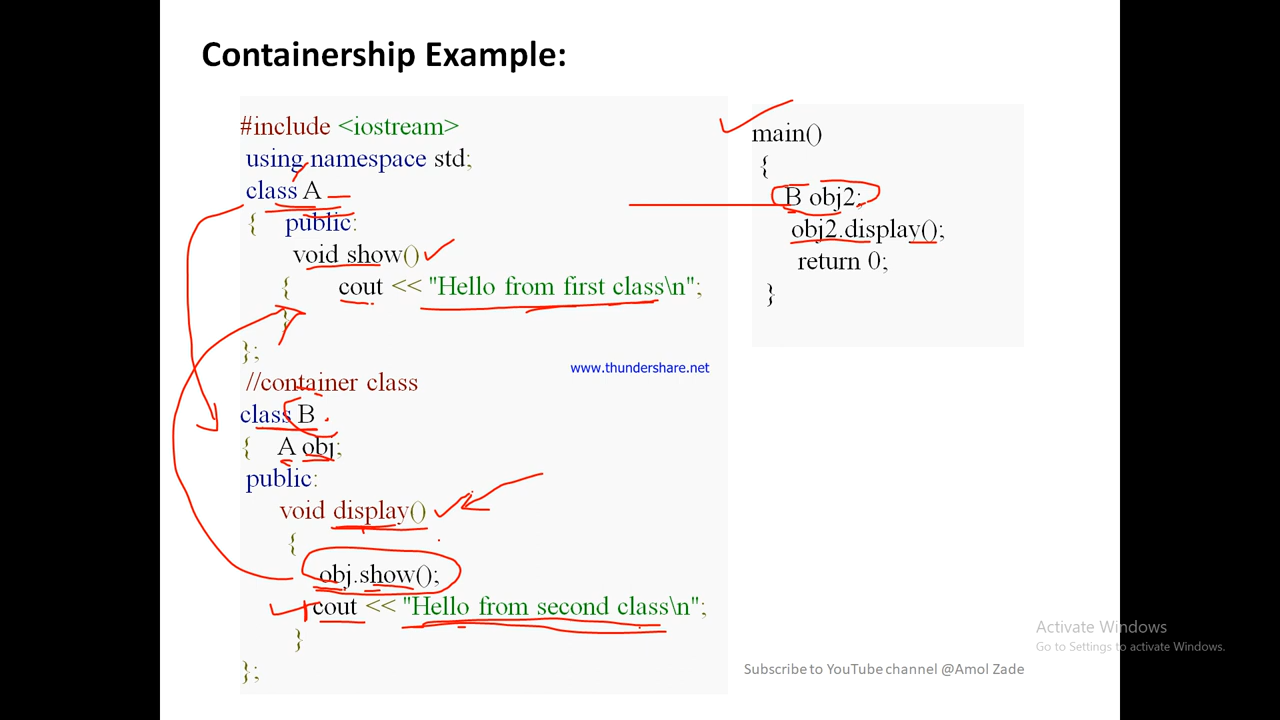 Containership Example:
#include <iostream>
using namespace std;
class A
{ public:
void show()
{ cout << "Hello from first class\n";
}
};
//container class
class B
{ A obj;
public:
void display()
{
obj.show();
cout << "Hello from second class\n";
}
};
main()
{
B obj2;
obj2.display();
return 0;
}
www.thundershare.net
Activate Windows
Go to Settings to activate Windows.
Subscribe to YouTube channel @Amol Zade